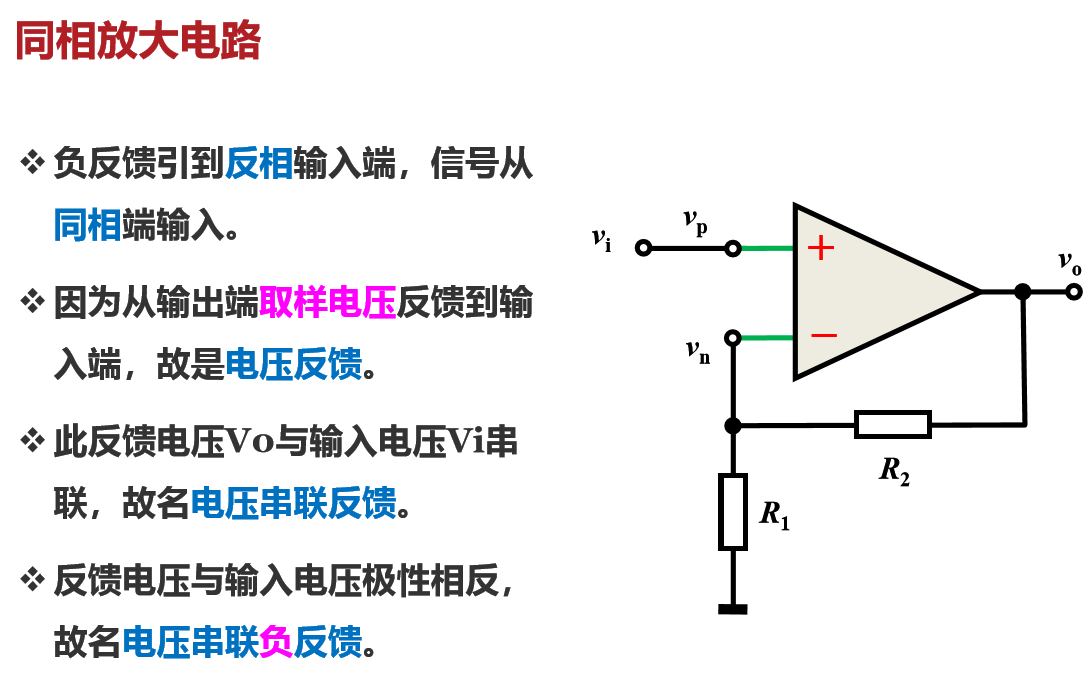 同相放大电路
❖ 负反馈引到反相输入端，信号从
同相端输入。
❖ 因为从输出端取样电压反馈到输
入端，故是电压反馈。
❖ 此反馈电压Vo与输入电压Vi串
联，故名电压串联反馈。
❖ 反馈电压与输入电压极性相反，
故名电压串联负反馈。
vi
vp
+
vo
vn
−
R2
R1